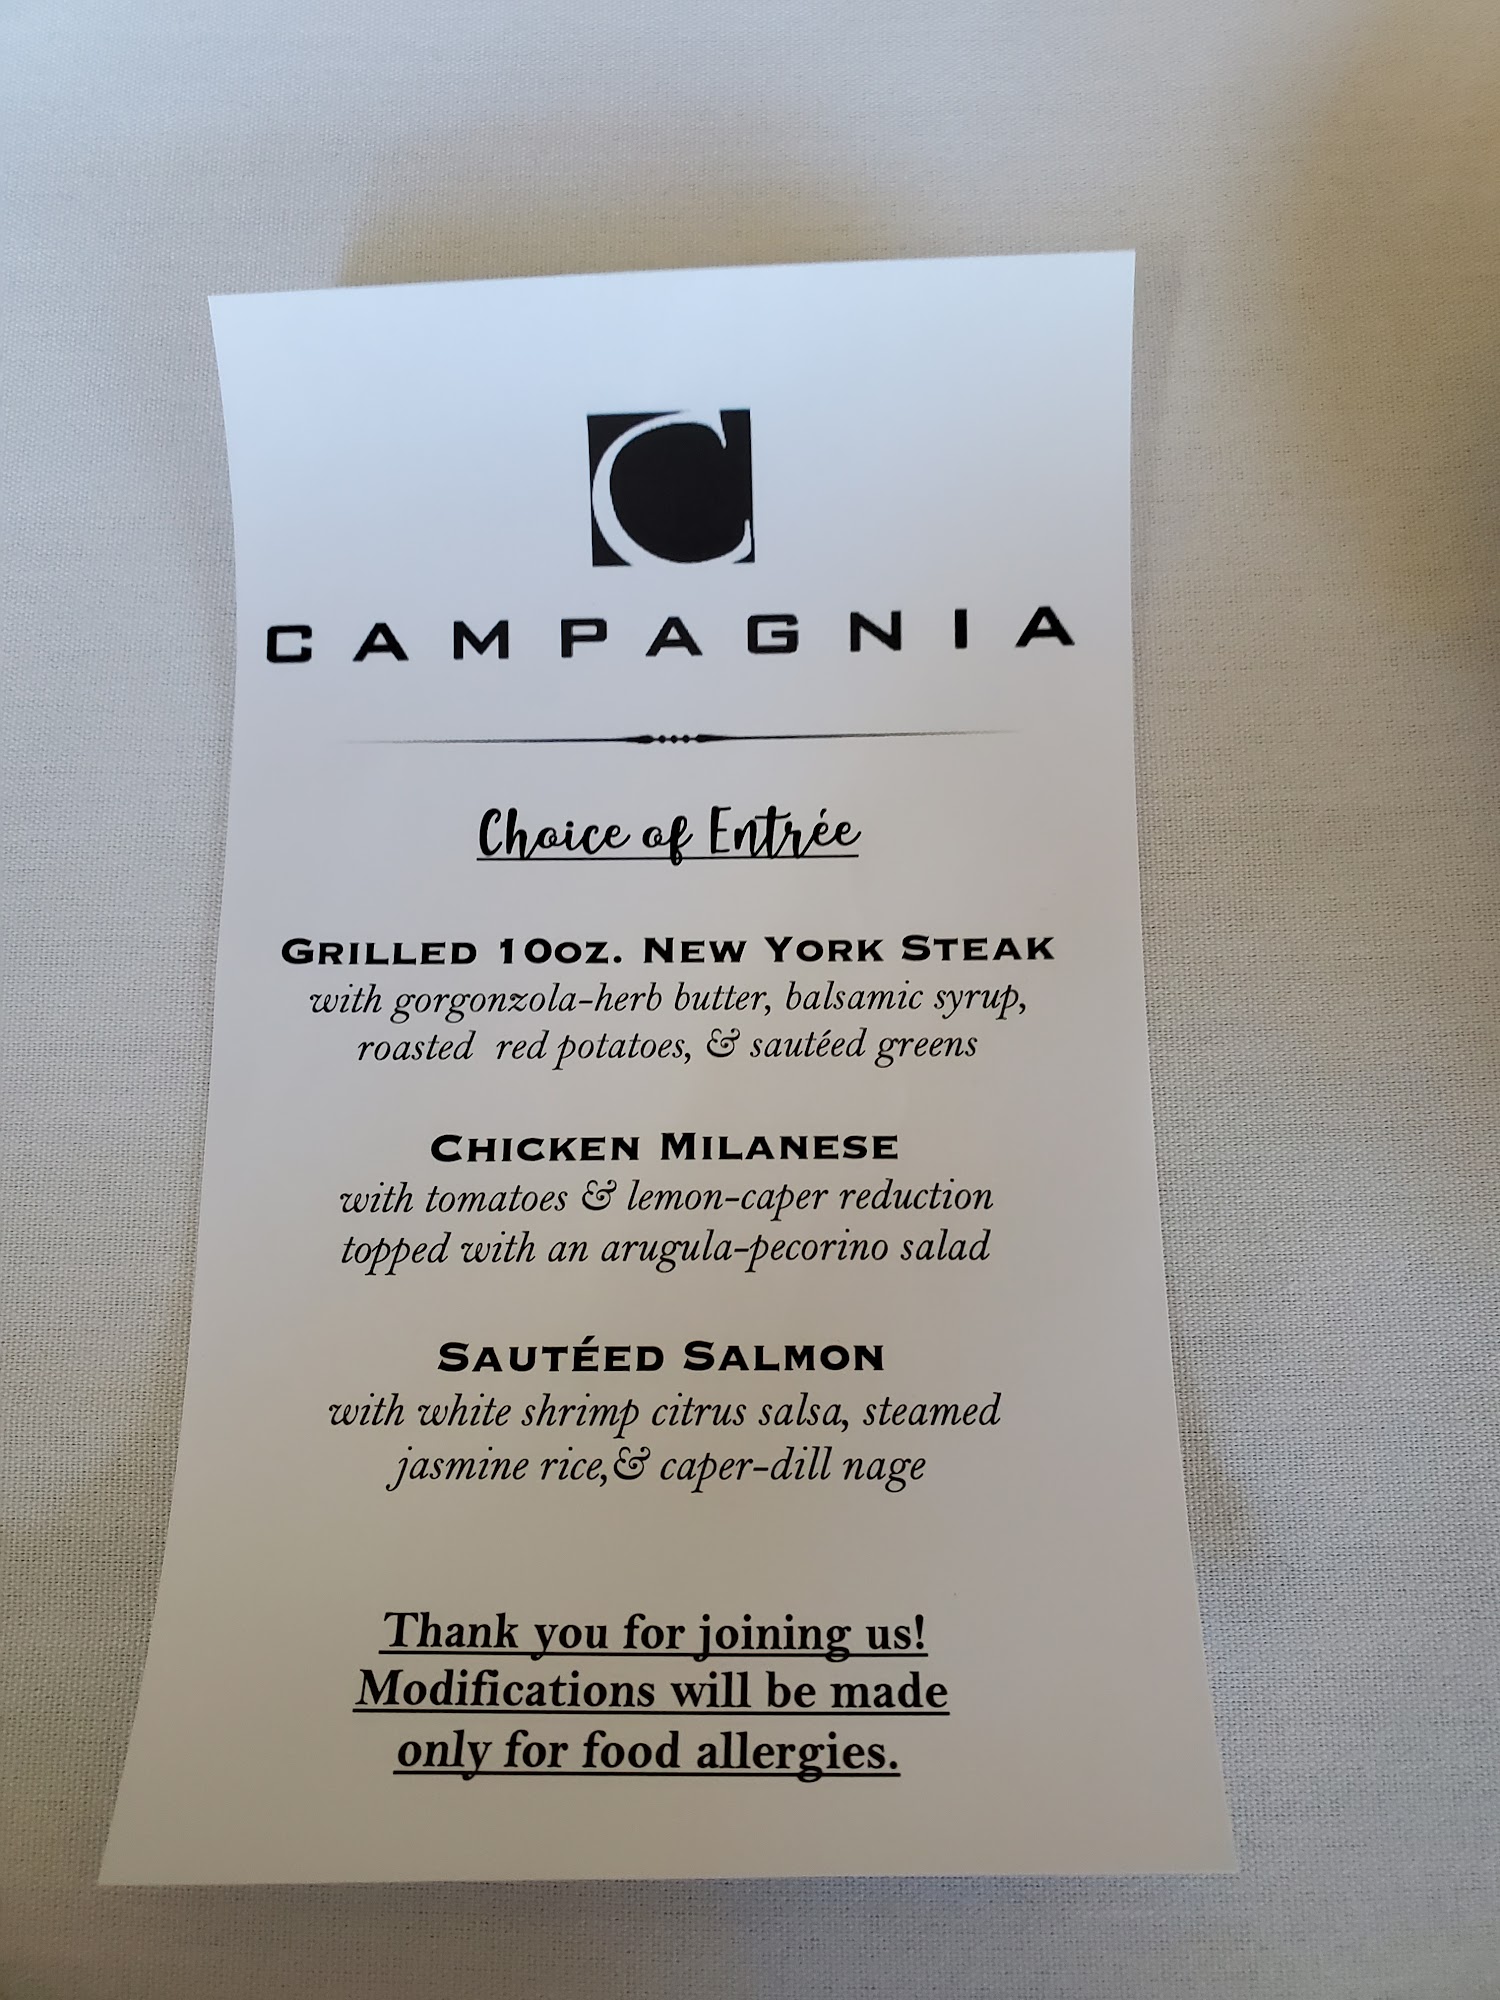 C
CAMPAGNIA
Choice of Entrée
GRILLED 10OZ. NEW YORK STEAK
with gorgonzola-herb butter, balsamic syrup,
roasted red potatoes, & sautéed greens
CHICKEN MILANESE
with tomatoes & lemon-caper reduction
topped with an arugula-pecorino salad
SAUTÉED SALMON
with white shrimp citrus salsa, steamed
jasmine rice,& caper-dill nage
Thank you for joining us!
Modifications will be made
only for food allergies.